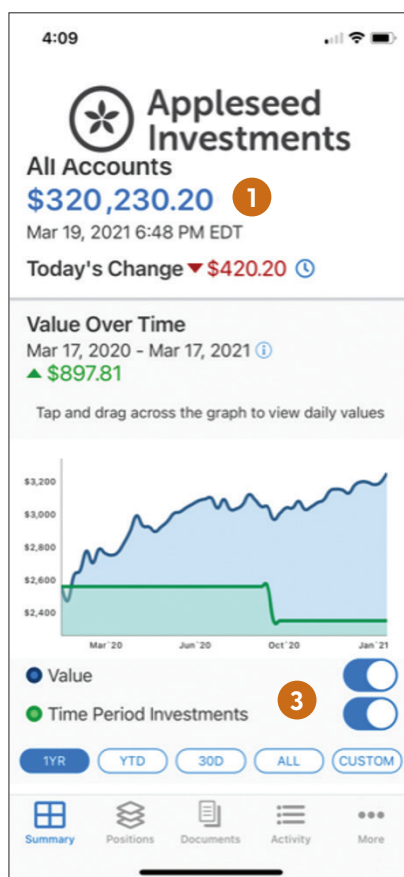 4:09
Appleseed
Investments
All Accounts
$320,230.20 1
Mar 19, 2021 6:48 PM EDT
Today's Change ▼ $420.20
Value Over Time
Mar 17, 2020 - Mar 17, 2021
▲ $897.81
Tap and drag across the graph to view daily values
$3,200
$3,000
$2,800
$2,600
$2,400
Mar`20 Jun`20 Oct`20 Jan`21
Value
Time Period Investments 3
1YR YTD 30D ALL CUSTOM
Summary Positions Documents Activity More